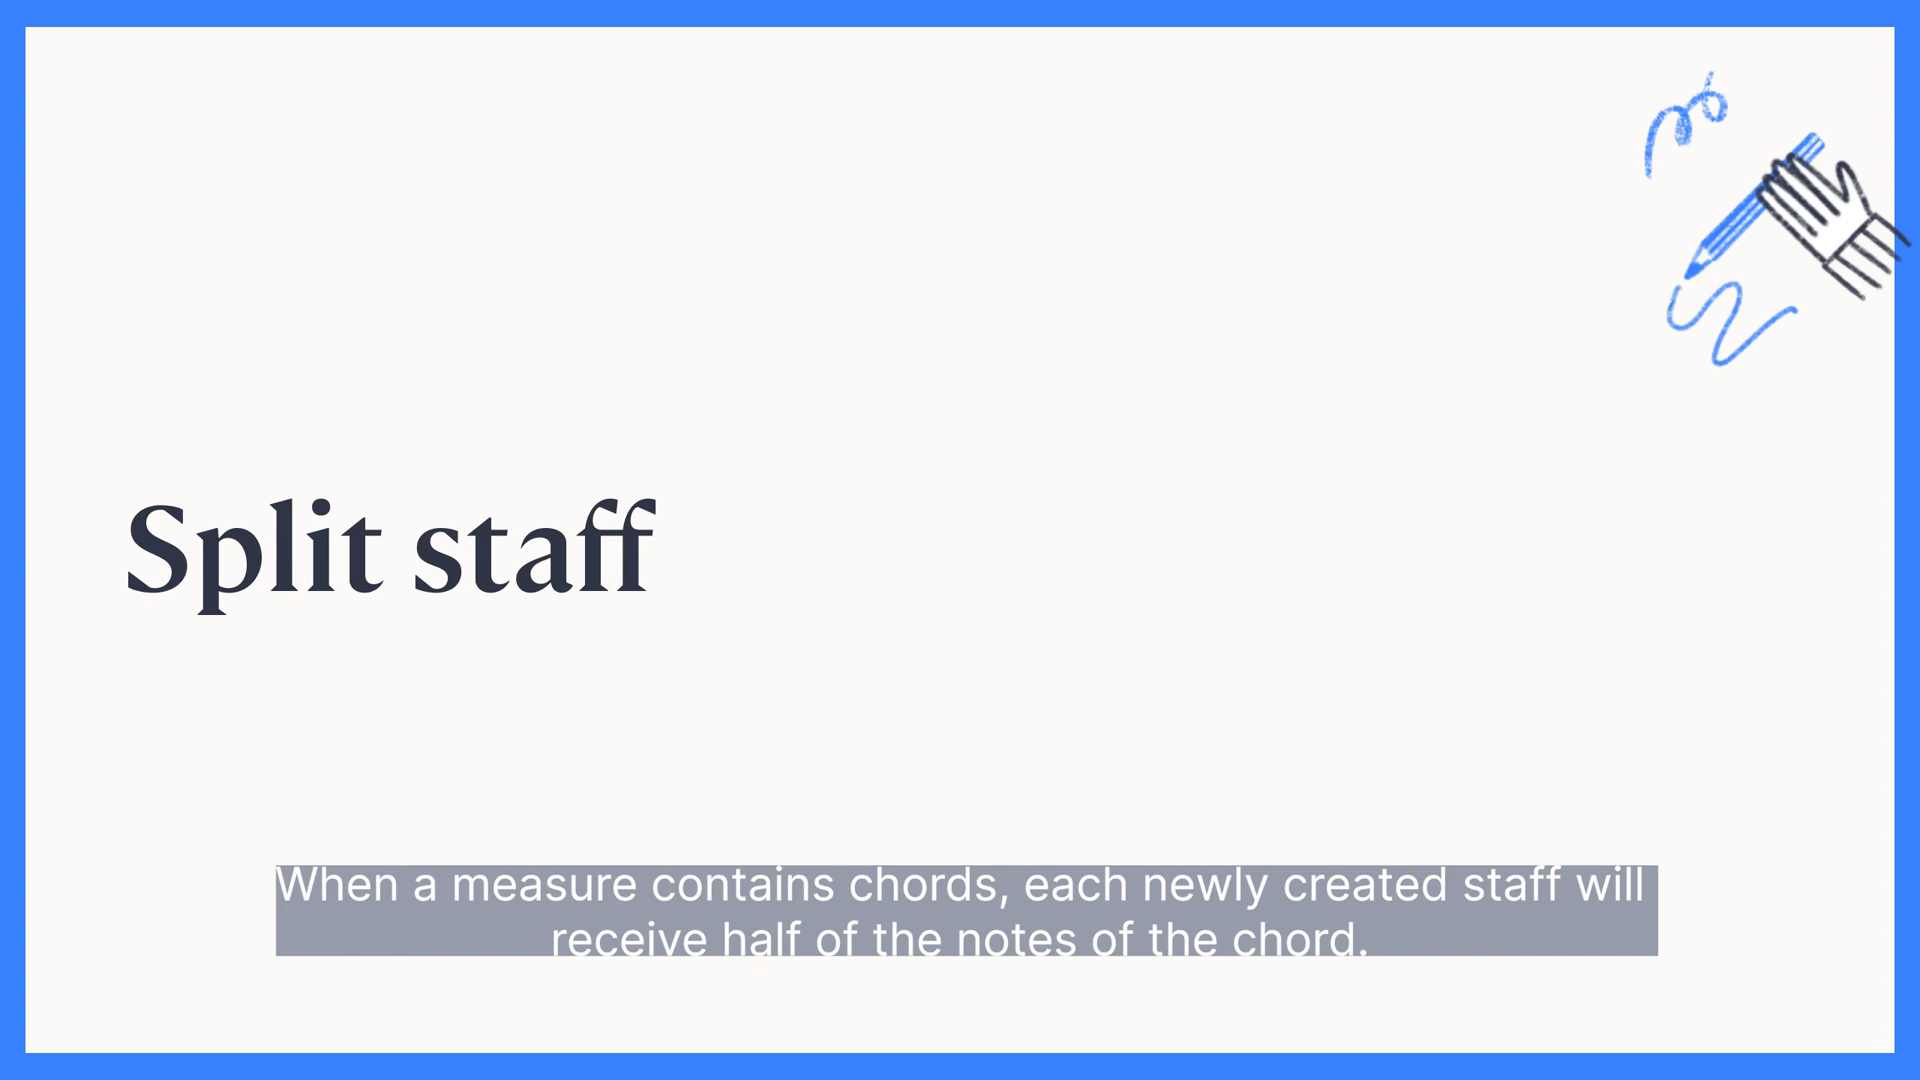 Split staff
When a measure contains chords, each newly created staff will
receive half of the notes of the chord.